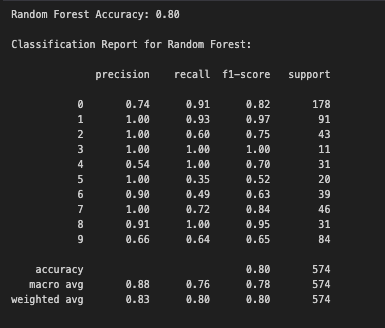 Random Forest Accuracy: 0.80
Classification Report for Random Forest:
precision recall f1-score support
0 0.74 0.91 0.82 178
1 1.00 0.93 0.97 91
2 1.00 0.60 0.75 43
3 1.00 1.00 1.00 11
4 0.54 1.00 0.70 31
5 1.00 0.35 0.52 20
6 0.90 0.49 0.63 39
7 1.00 0.72 0.84 46
8 0.91 1.00 0.95 31
9 0.66 0.64 0.65 84
accuracy 0.80 574
macro avg 0.88 0.76 0.78 574
weighted avg 0.83 0.80 0.80 574